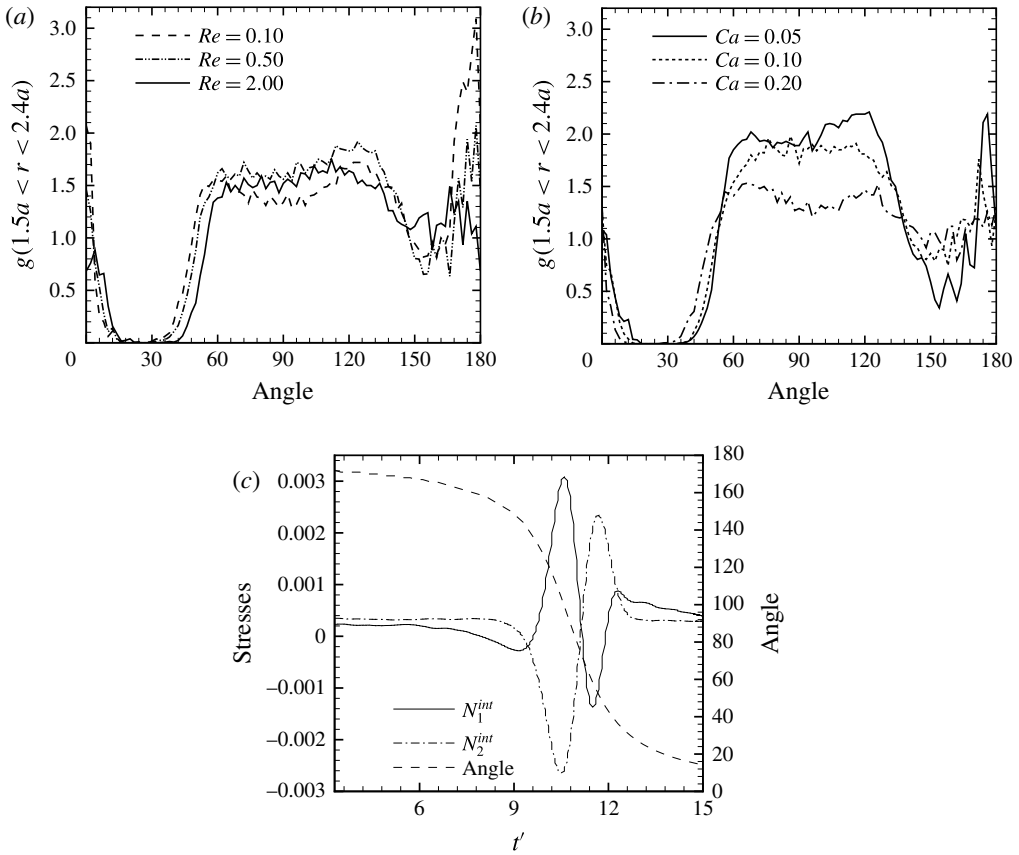 (a)
3.0
2.5
2.0
1.5
1.0
0.5
0
30
60
90
120
150
180
g(1.5a < r < 2.4a)
Angle
Re = 0.10
Re = 0.50
Re = 2.00
(b)
3.0
2.5
2.0
1.5
1.0
0.5
0
30
60
90
120
150
180
g(1.5a < r < 2.4a)
Angle
Ca = 0.05
Ca = 0.10
Ca = 0.20
(c)
0.003
0.002
0.001
0
−0.001
−0.002
−0.003
Stresses
6
9
12
15
t′
180
160
140
120
100
80
60
40
20
0
Angle
N₁ⁱⁿᵗ
N₂ⁱⁿᵗ
Angle